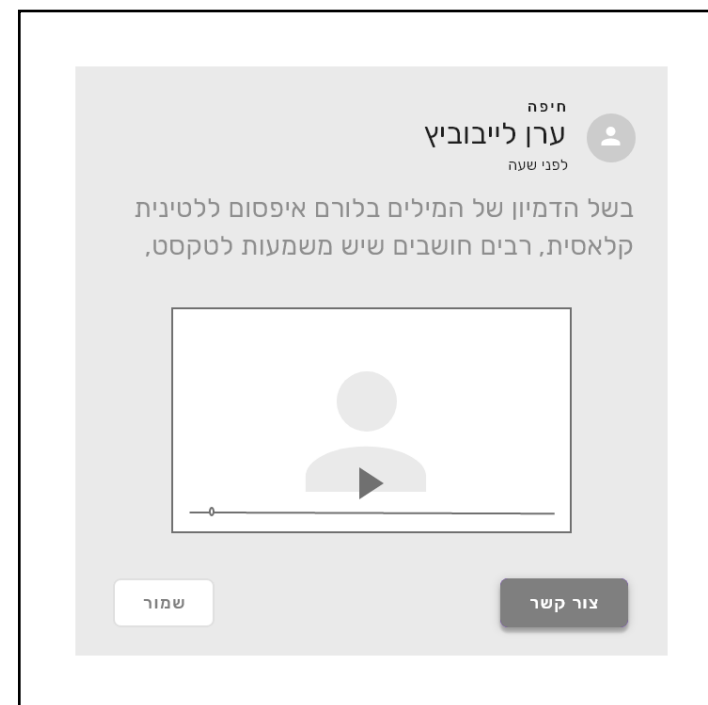 חיפה
ערן לייבוביץ
לפני שעה
בשל הדמיון של המילים בלורם איפסום ללטינית
קלאסית, רבים חושבים שיש משמעות לטקסט,
צור קשר
שמור